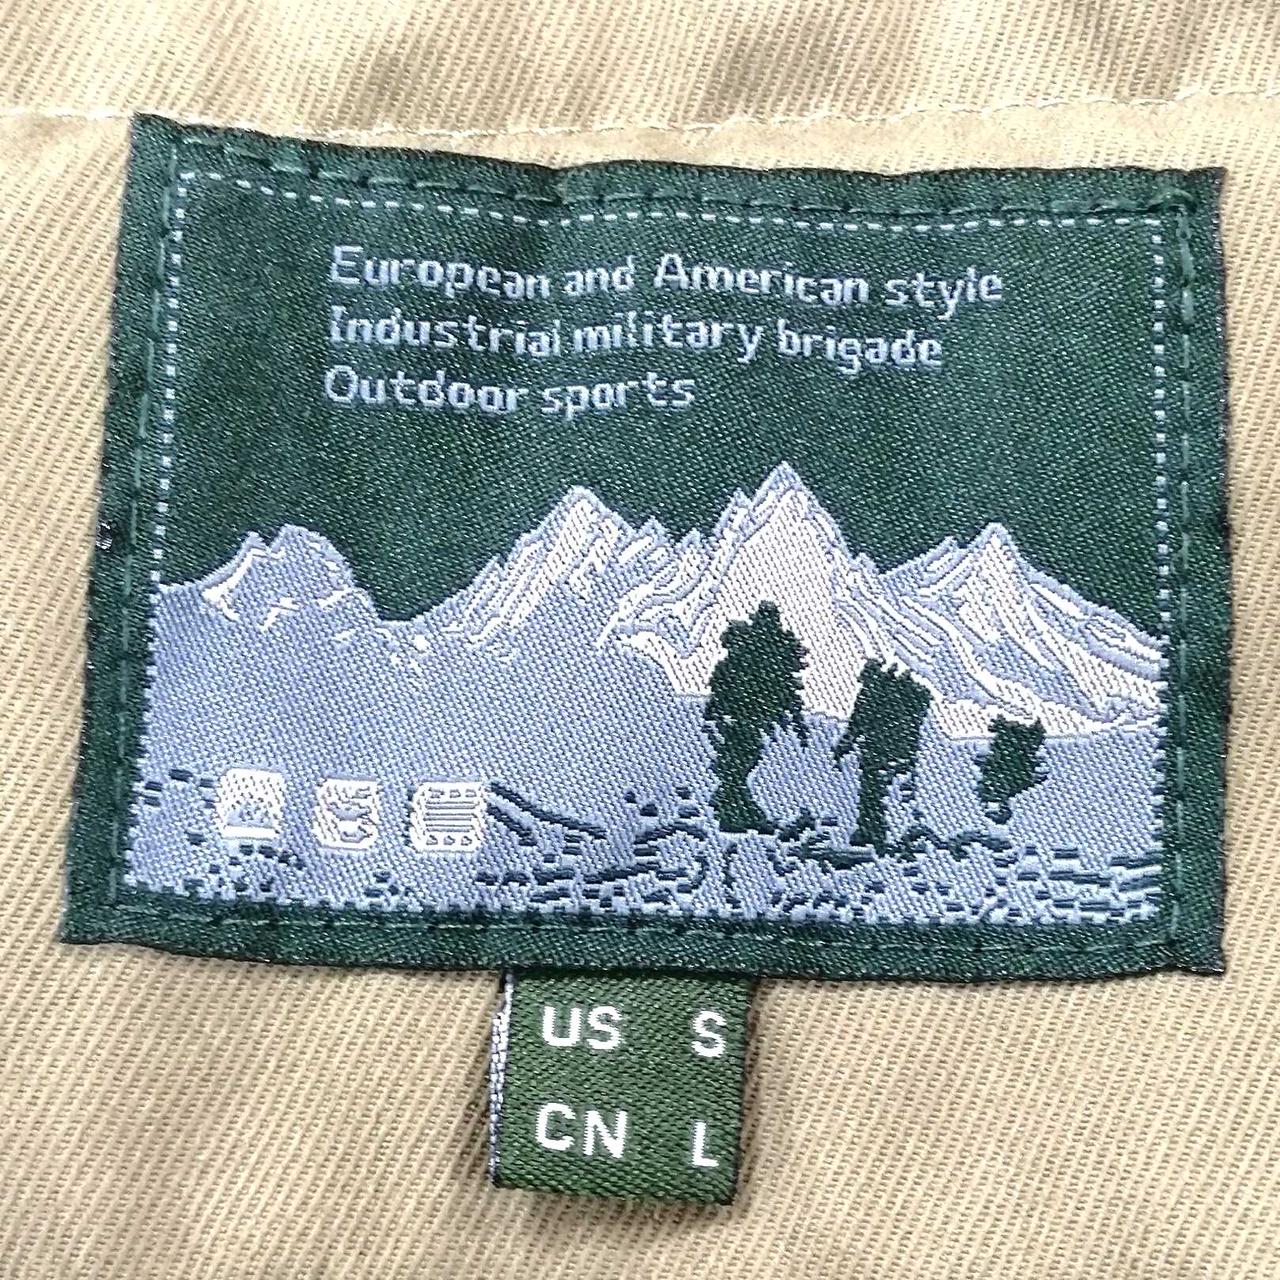 European and American style
Industrial military brigade
Outdoor sports
US S
CN L